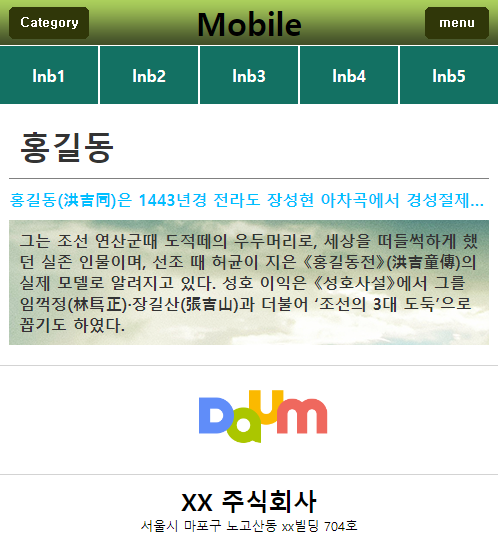 Category
Mobile
menu
lnb1
lnb2
lnb3
lnb4
lnb5
홍길동
홍길동(洪吉同)은 1443년경 전라도 장성현 아차곡에서 경성절제...
그는 조선 연산군때 도적떼의 우두머리로, 세상을 떠들썩하게 했
던 실존 인물이며, 선조 때 허균이 지은 《홍길동전》(洪吉童傳)의
실제 모델로 알려지고 있다. 성호 이익은 《성호사설》에서 그를
임꺽정(林巪正)·장길산(張吉山)과 더불어 ‘조선의 3대 도둑’으로
꼽기도 하였다.
Daum
XX 주식회사
서울시 마포구 노고산동 xx빌딩 704호